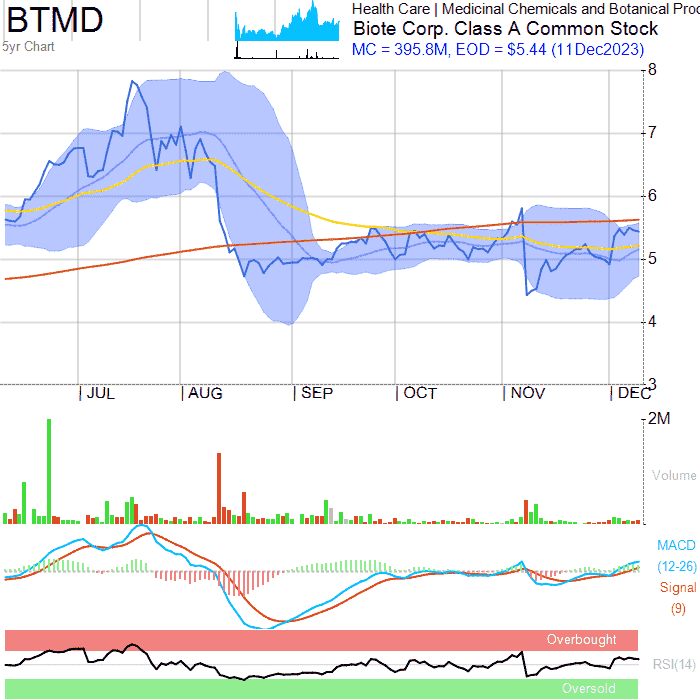 BTMD
5yr Chart
Health Care | Medicinal Chemicals and Botanical Proc
Biote Corp. Class A Common Stock
MC = 395.8M, EOD = $5.44 (11Dec2023)
8
7
6
5
4
3
JUL AUG SEP OCT NOV DEC
2M
Volume
MACD
(12-26)
Signal
(9)
Overbought
RSI(14)
Oversold